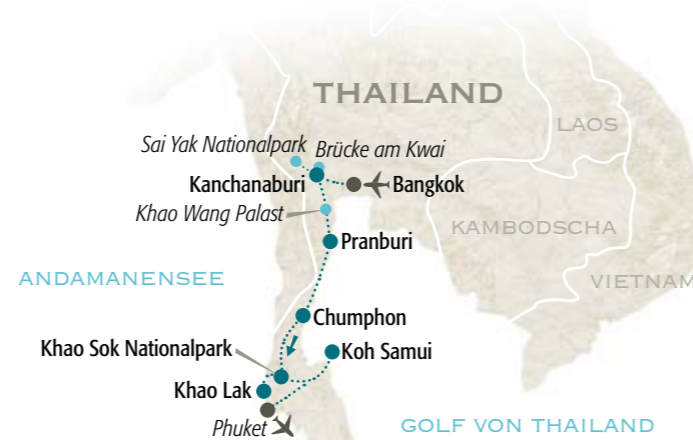 THAILAND
LAOS
Sai Yak Nationalpark
Brücke am Kwai
Kanchanaburi
Bangkok
Khao Wang Palast
KAMBODSCHA
Pranburi
ANDAMANENSEE
VIETNAM
Chumphon
Khao Sok Nationalpark
Koh Samui
Khao Lak
Phuket
GOLF VON THAILAND